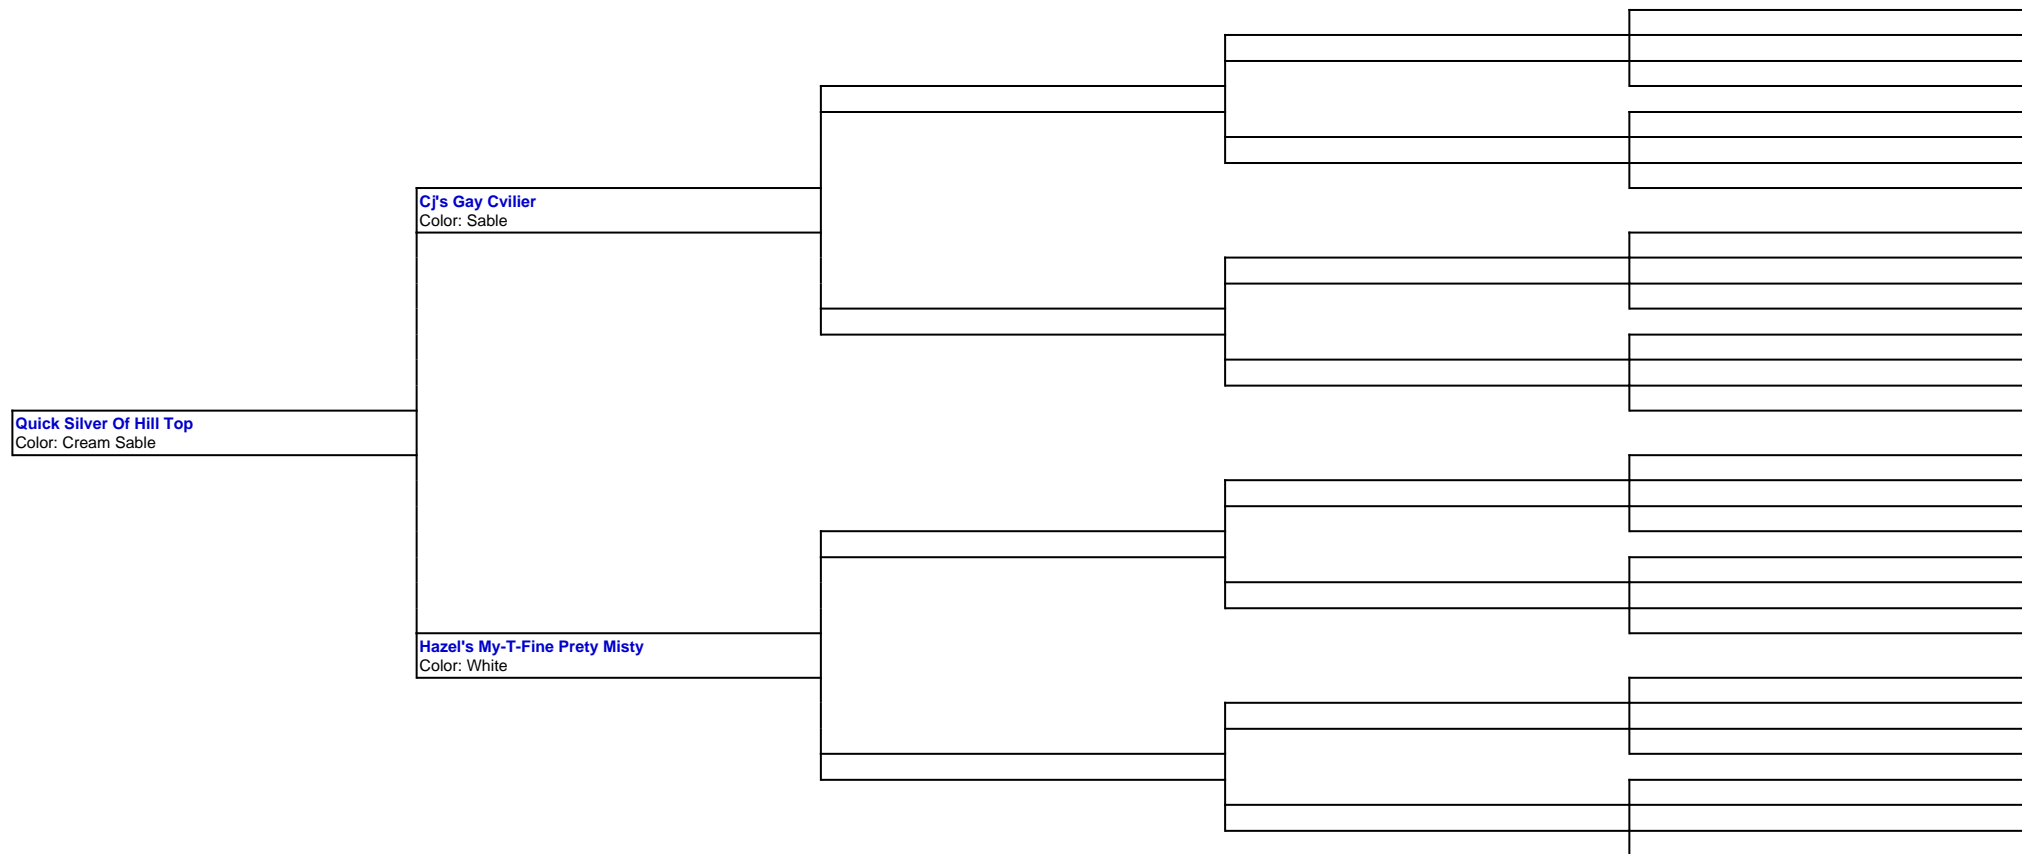 Cj's Gay Cvilier
Color: Sable
Quick Silver Of Hill Top
Color: Cream Sable
Hazel's My-T-Fine Prety Misty
Color: White